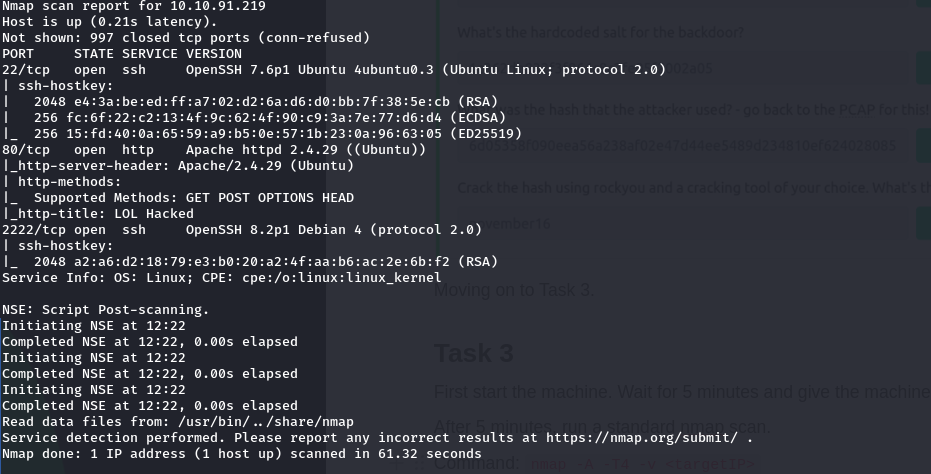 Nmap scan report for 10.10.91.219
Host is up (0.21s latency).
Not shown: 997 closed tcp ports (conn-refused)
PORT     STATE SERVICE VERSION
22/tcp   open  ssh     OpenSSH 7.6p1 Ubuntu 4ubuntu0.3 (Ubuntu Linux; protocol 2.0)
| ssh-hostkey:
|   2048 e4:3a:be:ed:ff:a7:02:d2:6a:d6:d0:bb:7f:38:5e:cb (RSA)
|   256 fc:6f:22:c2:13:4f:9c:62:4f:90:c9:3a:7e:77:d6:d4 (ECDSA)
|_  256 15:fd:40:0a:65:59:a9:b5:0e:57:1b:23:0a:96:63:05 (ED25519)
80/tcp   open  http    Apache httpd 2.4.29 ((Ubuntu))
|_http-server-header: Apache/2.4.29 (Ubuntu)
| http-methods:
|_  Supported Methods: GET POST OPTIONS HEAD
|_http-title: LOL Hacked
2222/tcp open  ssh     OpenSSH 8.2p1 Debian 4 (protocol 2.0)
| ssh-hostkey:
|_  2048 a2:a6:d2:18:79:e3:b0:20:a2:4f:aa:b6:ac:2e:6b:f2 (RSA)
Service Info: OS: Linux; CPE: cpe:/o:linux:linux_kernel

NSE: Script Post-scanning.
Initiating NSE at 12:22
Completed NSE at 12:22, 0.00s elapsed
Initiating NSE at 12:22
Completed NSE at 12:22, 0.00s elapsed
Initiating NSE at 12:22
Completed NSE at 12:22, 0.00s elapsed
Read data files from: /usr/bin/../share/nmap
Service detection performed. Please report any incorrect results at https://nmap.org/submit/ .
Nmap done: 1 IP address (1 host up) scanned in 61.32 seconds
What's the hardcoded salt for the backdoor?
was the hash that the attacker used? - go back to the PCAP for this!
Crack the hash using rockyou and a cracking tool of your choice. What's
november16
Moving on to Task 3.
Task 3
First start the machine. Wait for 5 minutes and give the machine
After 5 minutes, run a standard nmap scan
Command: